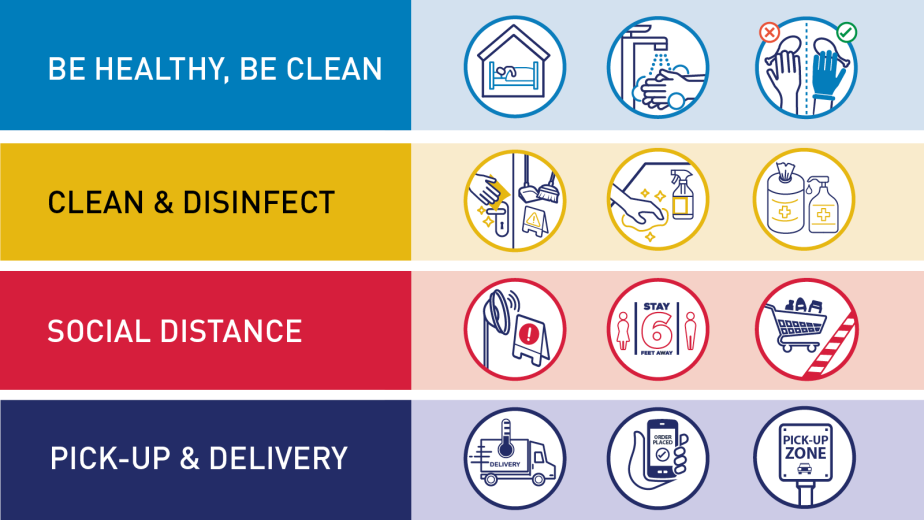 BE HEALTHY, BE CLEAN
CLEAN & DISINFECT
SOCIAL DISTANCE
STAY
6
FEET AWAY
PICK-UP & DELIVERY
DELIVERY
ORDER
PLACED
PICK-UP
ZONE